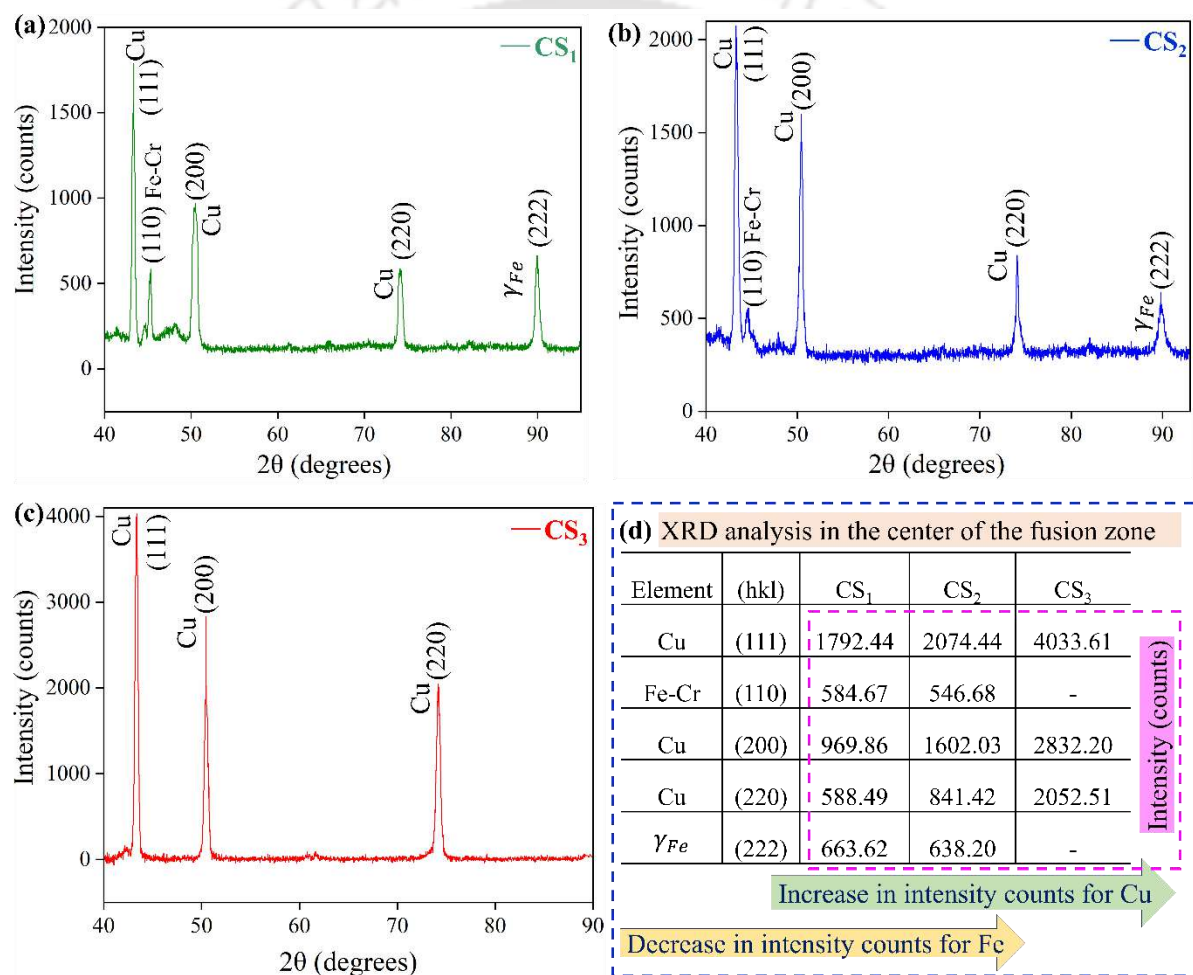 (a)
CS₁
Intensity (counts)
2000
1500
1000
500
0
Cu
(111)
(110) Fe-Cr
(200)
Cu
Cu (220)
γFe (222)
40 50 60 70 80 90
2θ (degrees)
(b)
CS₂
Intensity (counts)
2000
1500
1000
500
0
Cu
(111)
(110) Fe-Cr
Cu (200)
Cu (220)
γFe (222)
40 50 60 70 80 90
2θ (degrees)
(c)
CS₃
Intensity (counts)
4000
3000
2000
1000
0
Cu
(111)
Cu (200)
Cu (220)
40 50 60 70 80 90
2θ (degrees)
(d) XRD analysis in the center of the fusion zone
Element (hkl) CS₁ CS₂ CS₃
Cu (111) 1792.44 2074.44 4033.61
Fe-Cr (110) 584.67 546.68 -
Cu (200) 969.86 1602.03 2832.20
Cu (220) 588.49 841.42 2052.51
γFe (222) 663.62 638.20 -
Intensity (counts)
Increase in intensity counts for Cu
Decrease in intensity counts for Fe